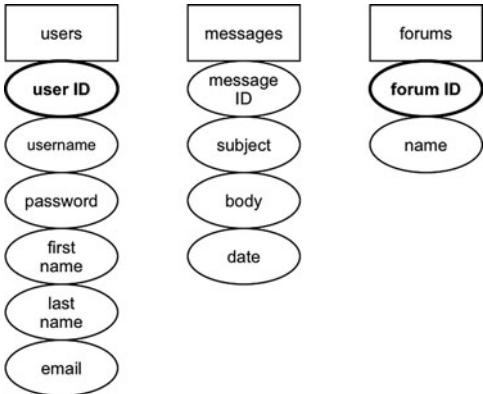 users
user ID
username
password
first
name
last
name
email
messages
message
ID
subject
body
date
forums
forum ID
name